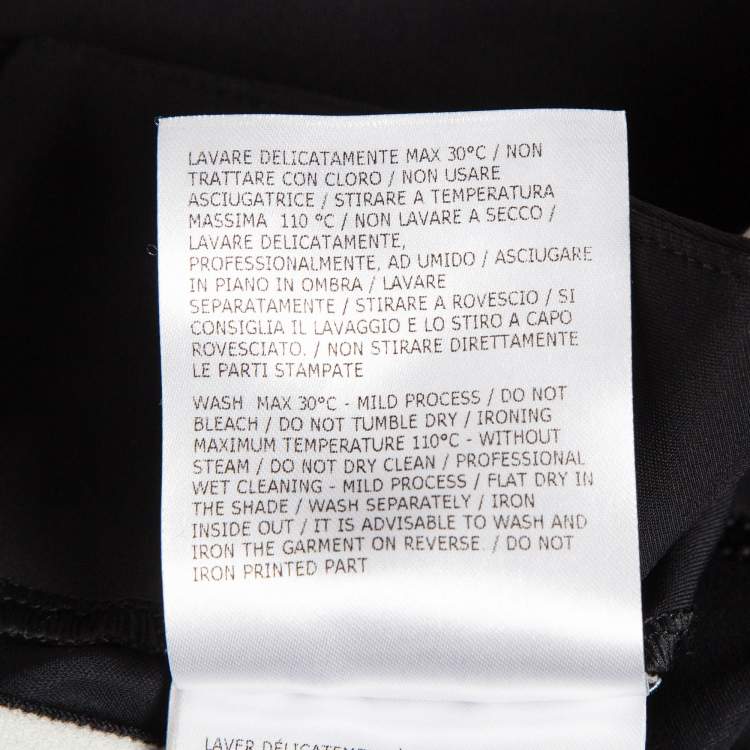 LAVARE DELICATAMENTE MAX 30°C / NON
TRATTARE CON CLORO / NON USARE
ASCIUGATRICE / STIRARE A TEMPERATURA
MASSIMA 110 °C / NON LAVARE A SECCO /
LAVARE DELICATAMENTE,
PROFESSIONALMENTE, AD UMIDO / ASCIUGARE
IN PIANO IN OMBRA / LAVARE
SEPARATAMENTE / STIRARE A ROVESCIO / SI
CONSIGLIA IL LAVAGGIO E LO STIRO A CAPO
ROVESCIATO. / NON STIRARE DIRETTAMENTE
LE PARTI STAMPATE
WASH MAX 30°C - MILD PROCESS / DO NOT
BLEACH / DO NOT TUMBLE DRY / IRONING
MAXIMUM TEMPERATURE 110°C - WITHOUT
STEAM / DO NOT DRY CLEAN / PROFESSIONAL
WET CLEANING - MILD PROCESS / FLAT DRY IN
THE SHADE / WASH SEPARATELY / IRON
INSIDE OUT / IT IS ADVISABLE TO WASH AND
IRON THE GARMENT ON REVERSE. / DO NOT
IRON PRINTED PART
LAVER